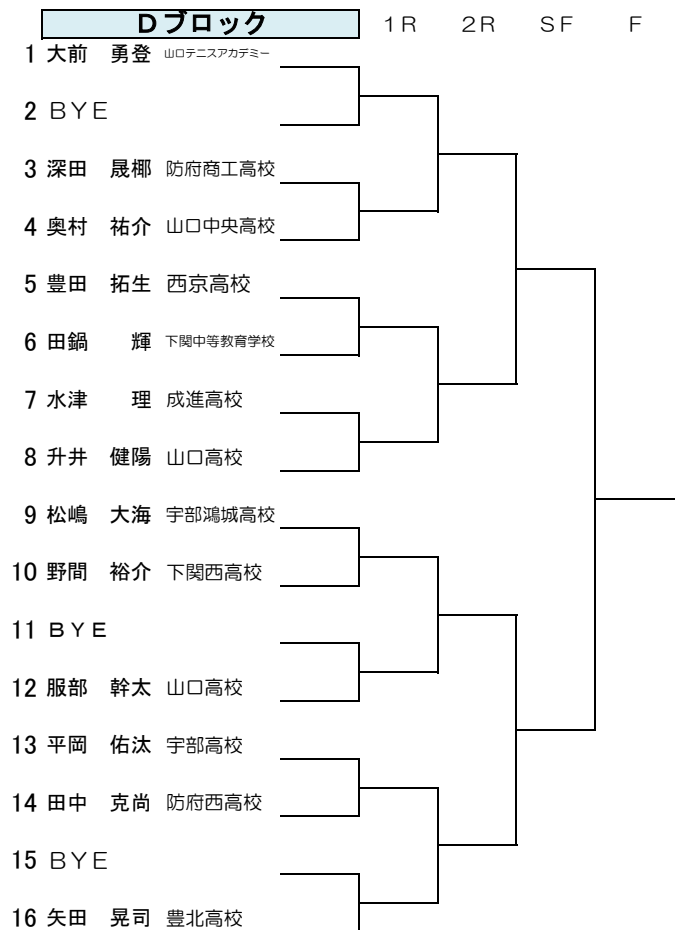 Dブロック 1R 2R SF F
1 大前 勇登 山口テニスアカデミー
2 BYE
3 深田 晟椰 防府商工高校
4 奥村 祐介 山口中央高校
5 豊田 拓生 西京高校
6 田鍋 輝 下関中等教育学校
7 水津 理 成進高校
8 升井 健陽 山口高校
9 松嶋 大海 宇部鴻城高校
10 野間 裕介 下関西高校
11 BYE
12 服部 幹太 山口高校
13 平岡 佑汰 宇部高校
14 田中 克尚 防府西高校
15 BYE
16 矢田 晃司 豊北高校